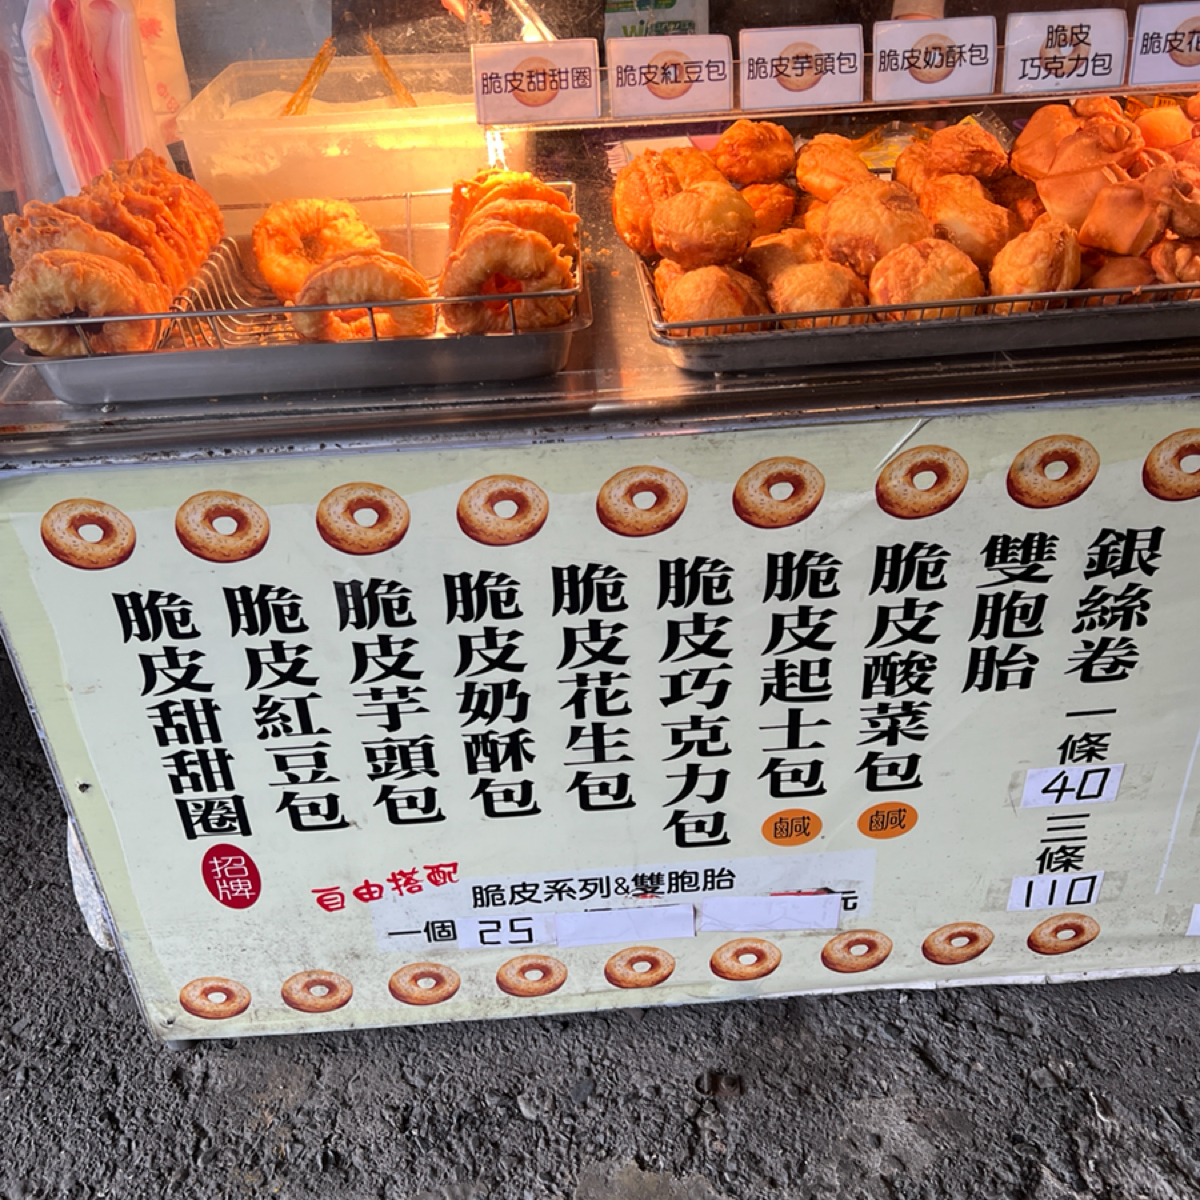 脆皮甜甜圈
脆皮紅豆包
脆皮芋頭包
脆皮奶酥包
脆皮
巧克力包
脆皮花
脆皮甜甜圈
招牌
脆皮紅豆包
脆皮芋頭包
脆皮奶酥包
脆皮花生包
脆皮巧克力包
脆皮起士包
鹹
脆皮酸菜包
鹹
雙胞胎
銀絲卷
一條
40
三條
110
自由搭配
脆皮系列&雙胞胎
一個 25
元